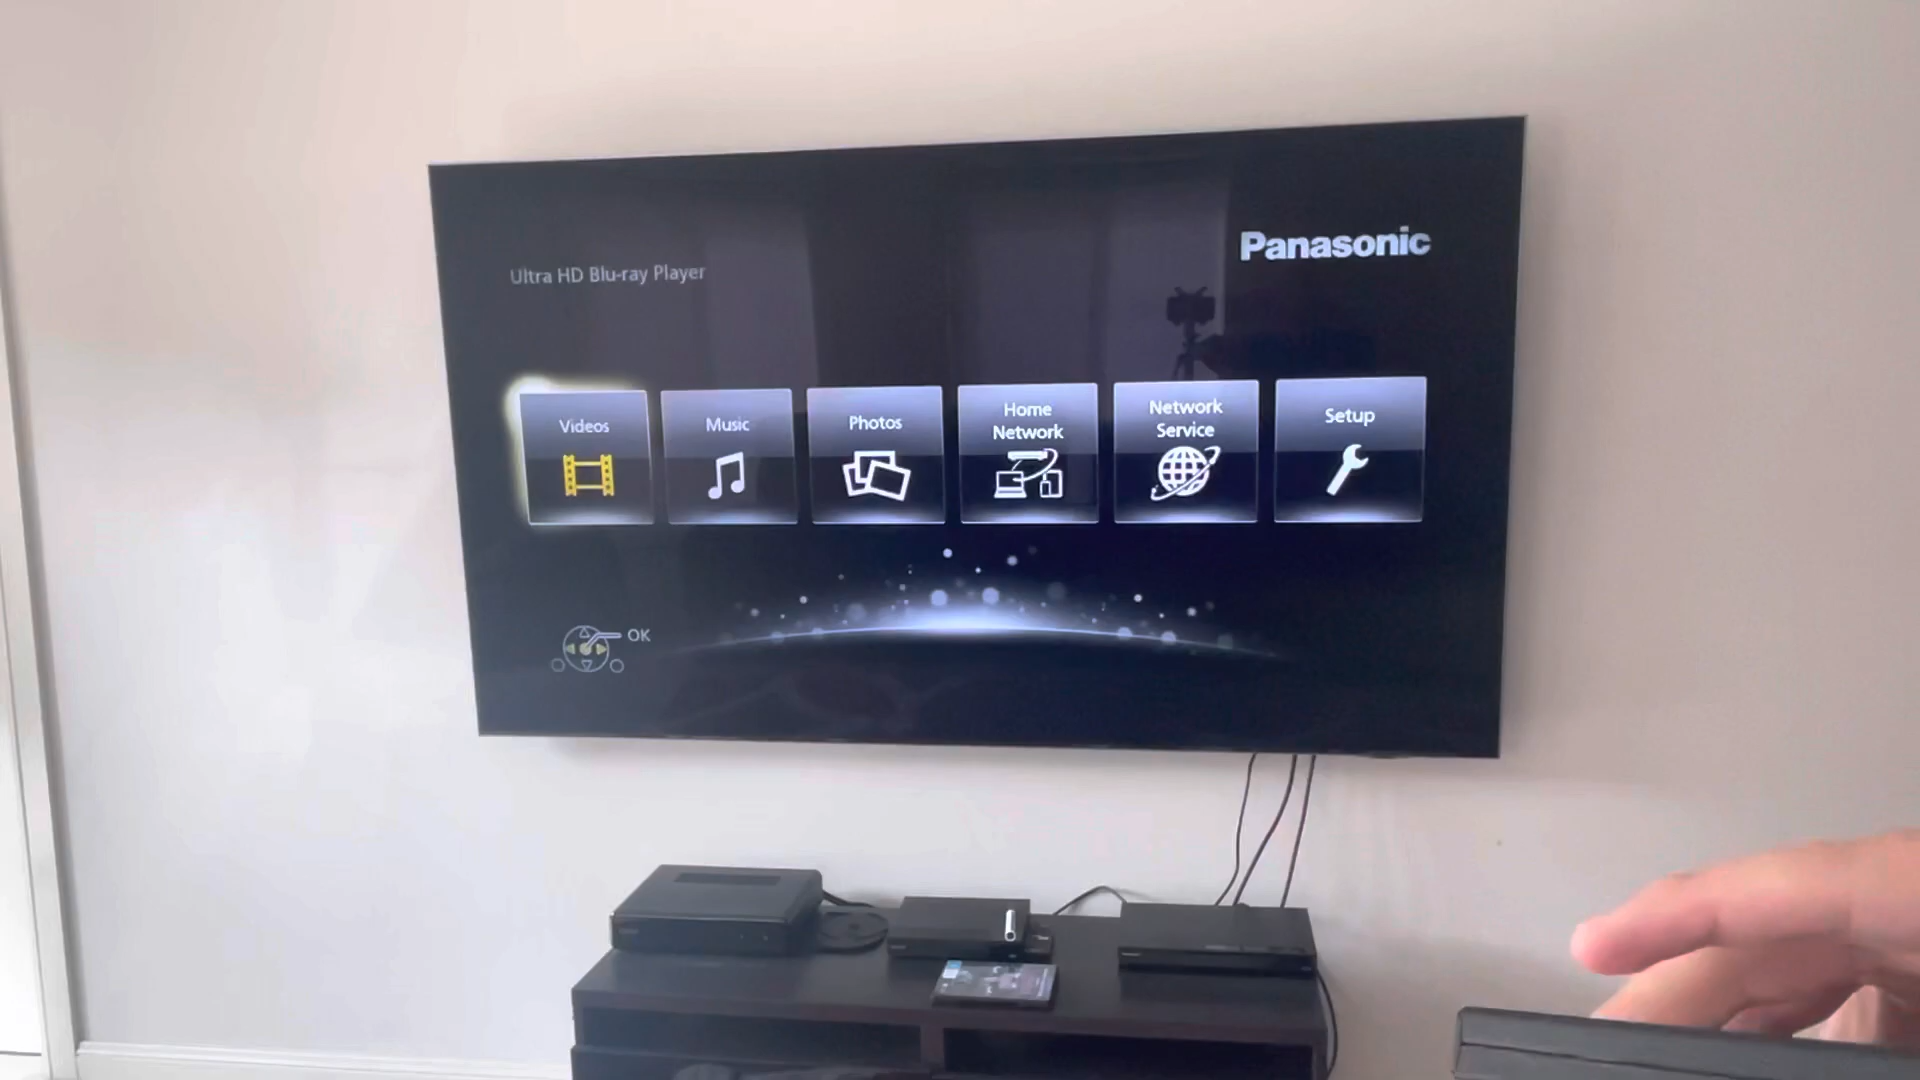 Panasonic
Ultra HD Blu-ray Player
Videos
Music
Photos
Home
Network
Network
Service
Setup
OK